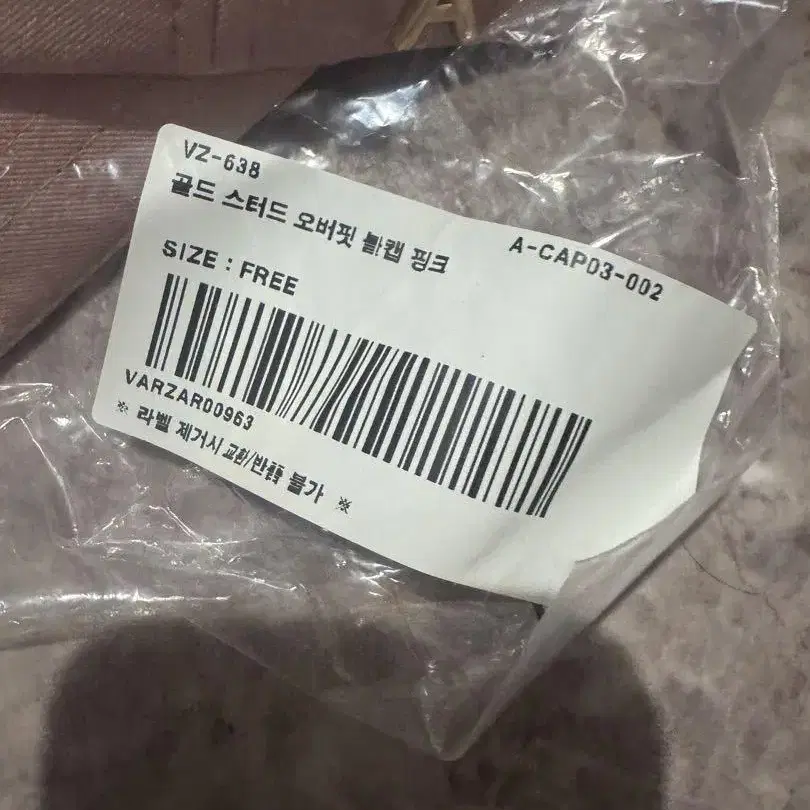 A
VZ-638
골드 스터드 오버핏 볼캡 핑크
A-CAP03-002
SIZE : FREE
VARZAR00963
※ 라벨 제거시 교환/반품 불가 ※